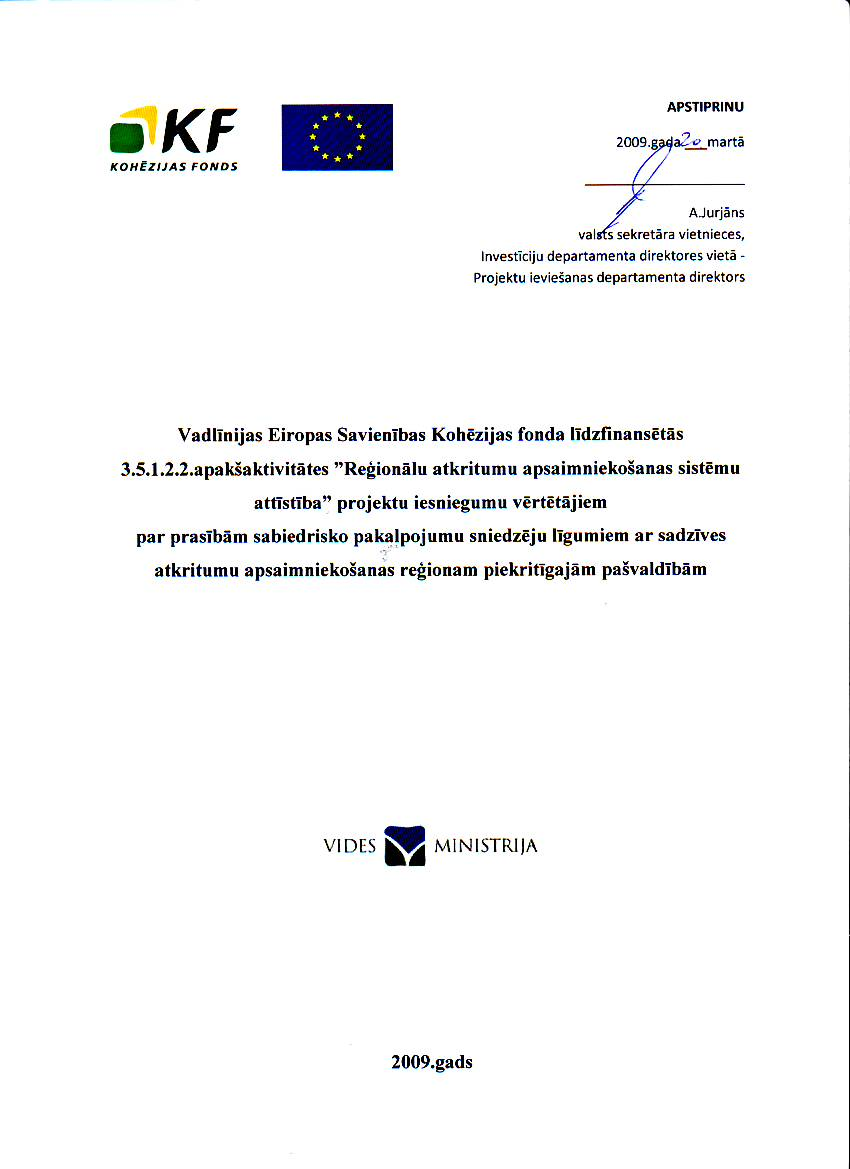 KF
KOHĒZIJAS FONDS
APSTIPRINU
2009.gada 20 martā
A.Jurjāns
valsts sekretāra vietnieces,
Investīciju departamenta direktores vietā -
Projektu ieviešanas departamenta direktors
Vadlīnijas Eiropas Savienības Kohēzijas fonda līdzfinansētās
3.5.1.2.2.apakšaktivitātes ”Reģionālu atkritumu apsaimniekošanas sistēmu
attīstība” projektu iesniegumu vērtētājiem
par prasībām sabiedrisko pakalpojumu sniedzēju līgumiem ar sadzīves
atkritumu apsaimniekošanas reģionam piekritīgajām pašvaldībām
VIDES MINISTRIJA
2009.gads